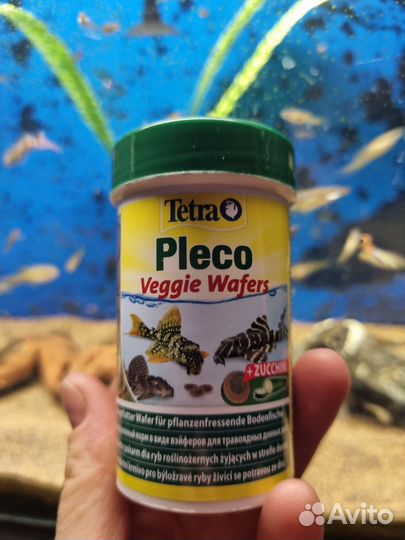 Tetra
Pleco
Veggie Wafers
+ZUCCHINI
Wafer für pflanzenfressende Bodenfische
корм в виде вэйферов для травоядных донных
pokarm dla ryb roślinożernych żyjących w strefie
krmivo pro býložravé ryby živící se potravou ze dna
Avito